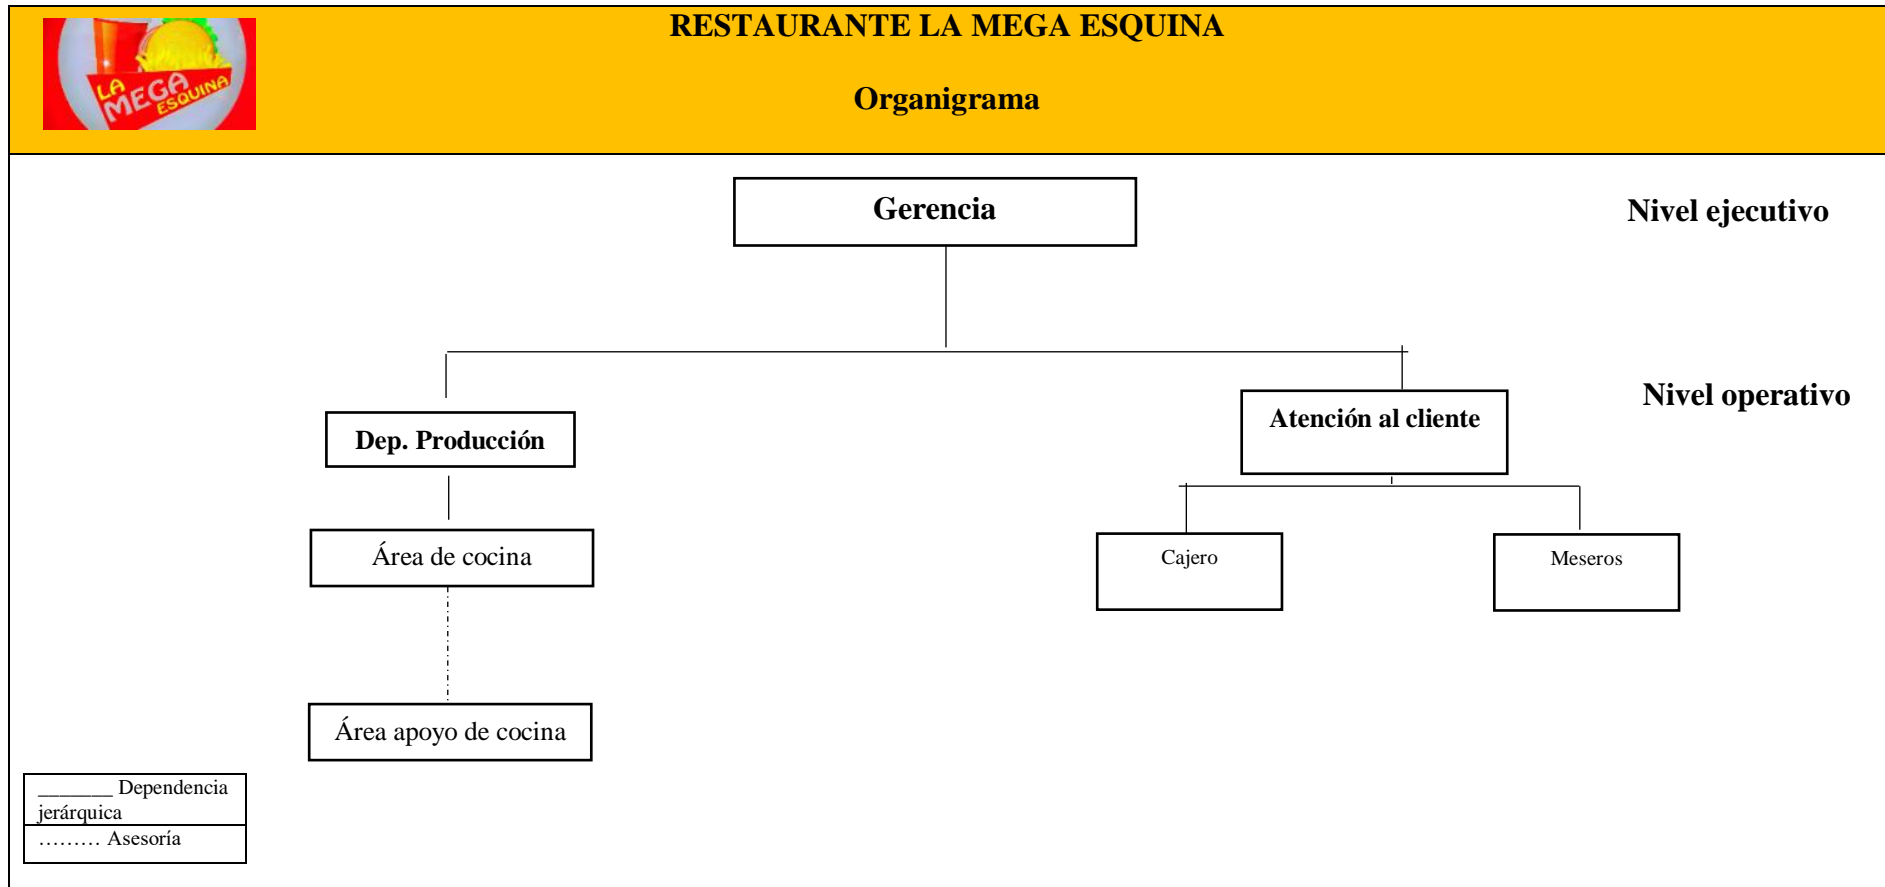 RESTAURANTE LA MEGA ESQUINA
LA
MEGA
ESQUINA
Organigrama
Gerencia
Nivel ejecutivo
Nivel operativo
Atención al cliente
Dep. Producción
Área de cocina
Cajero
Meseros
Área apoyo de cocina
_______ Dependencia
jerárquica
……… Asesoría